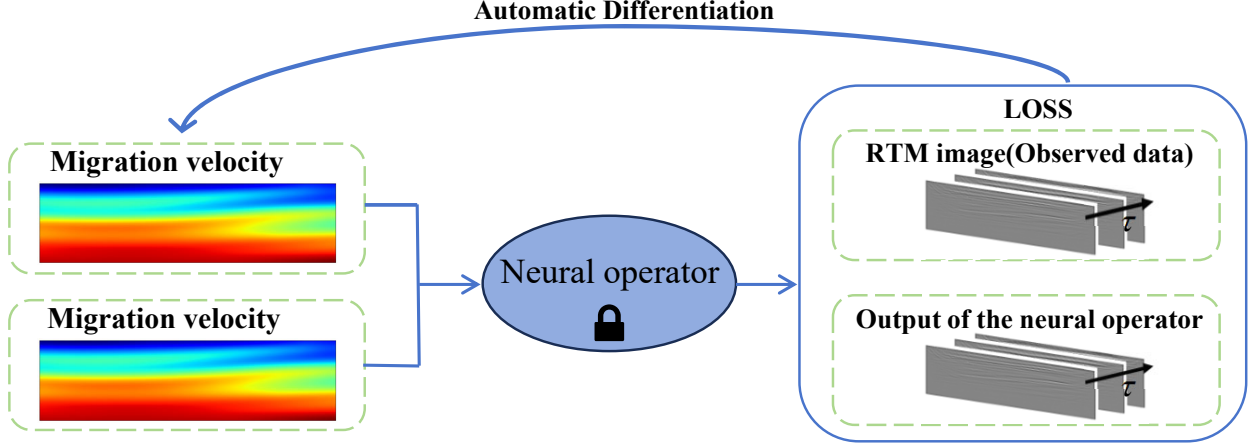 Automatic Differentiation
Migration velocity
Migration velocity
Neural operator
LOSS
RTM image(Observed data)
τ
Output of the neural operator
τ